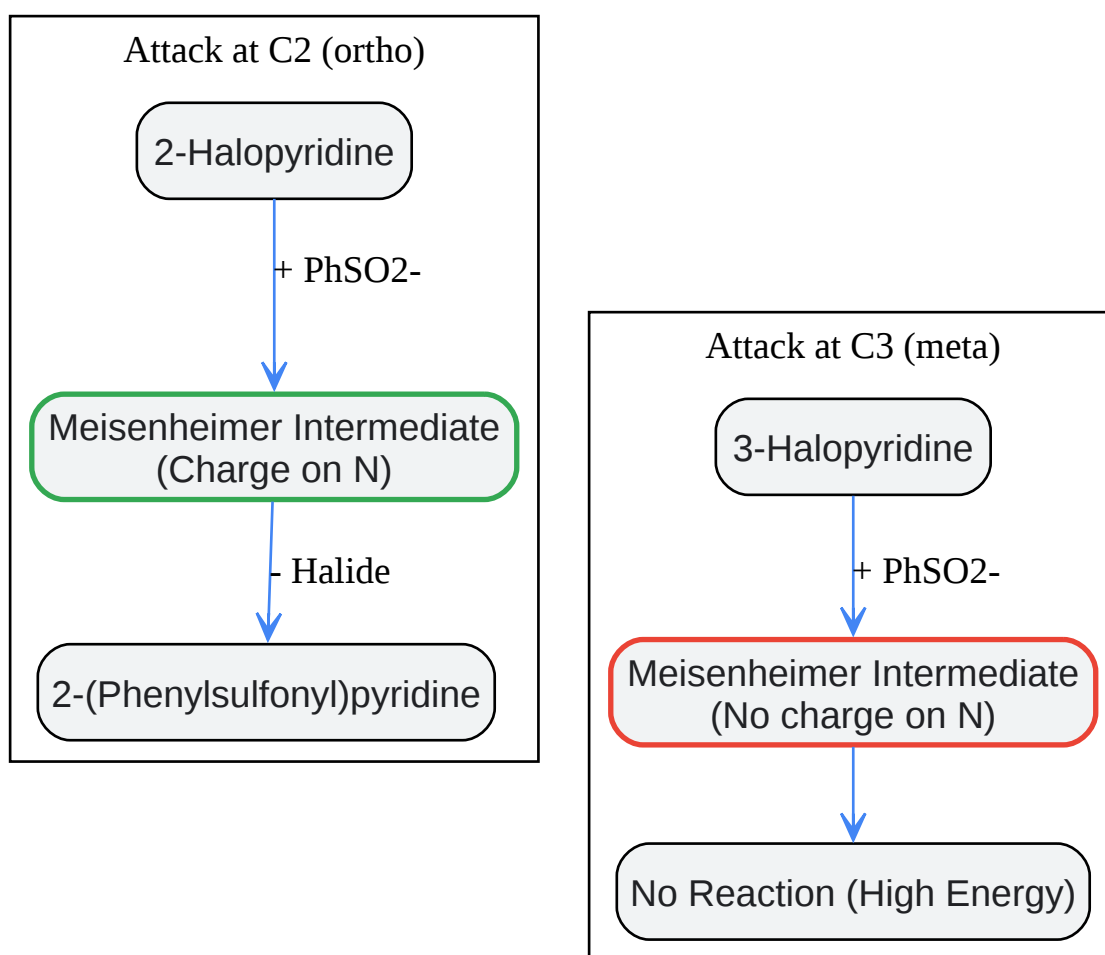 Attack at C2 (ortho)
2-Halopyridine
+ PhSO2-
Meisenheimer Intermediate
(Charge on N)
- Halide
2-(Phenylsulfonyl)pyridine
Attack at C3 (meta)
3-Halopyridine
+ PhSO2-
Meisenheimer Intermediate
(No charge on N)
No Reaction (High Energy)